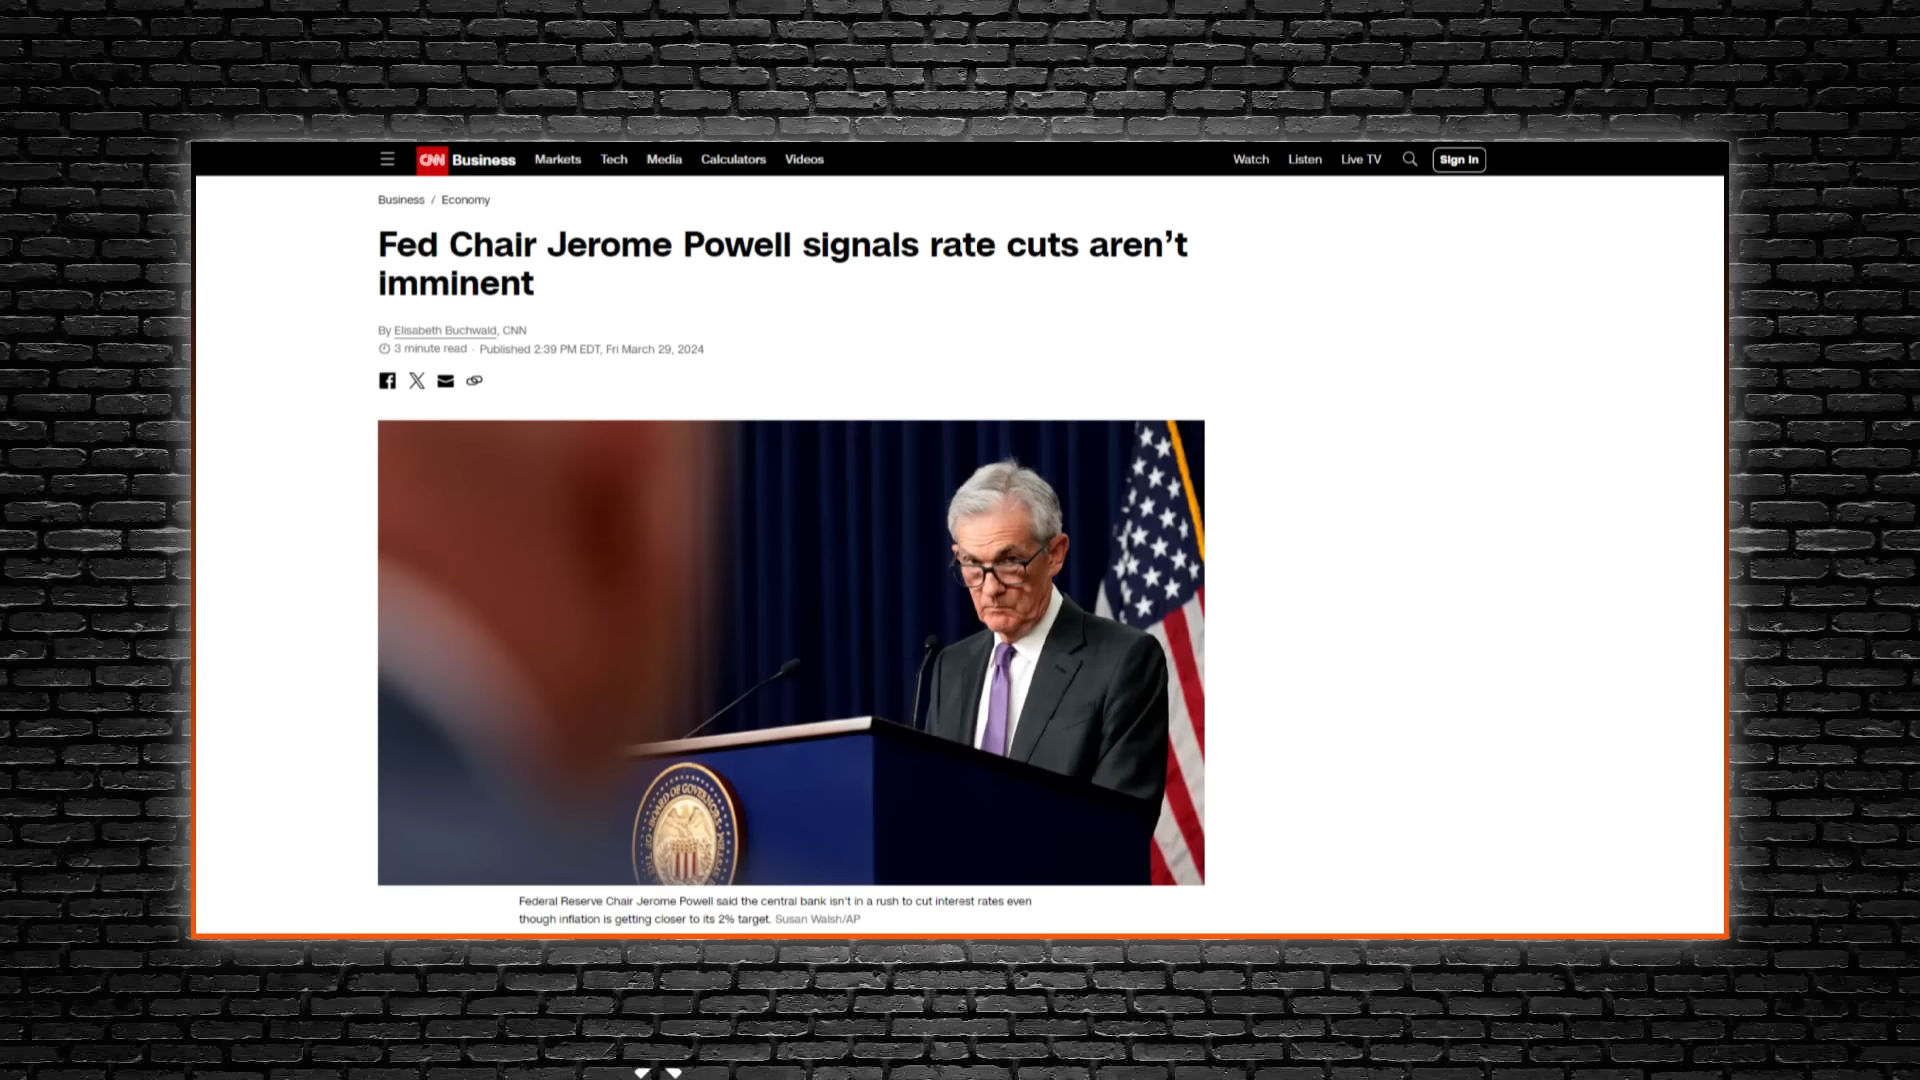 CNN Business Markets Tech Media Calculators Videos Watch Listen Live TV Sign In
Business / Economy
Fed Chair Jerome Powell signals rate cuts aren’t
imminent
By Elisabeth Buchwald, CNN
3 minute read · Published 2:39 PM EDT, Fri March 29, 2024
BOARD OF GOVERNORS
Federal Reserve Chair Jerome Powell said the central bank isn't in a rush to cut interest rates even
though inflation is getting closer to its 2% target. Susan Walsh/AP